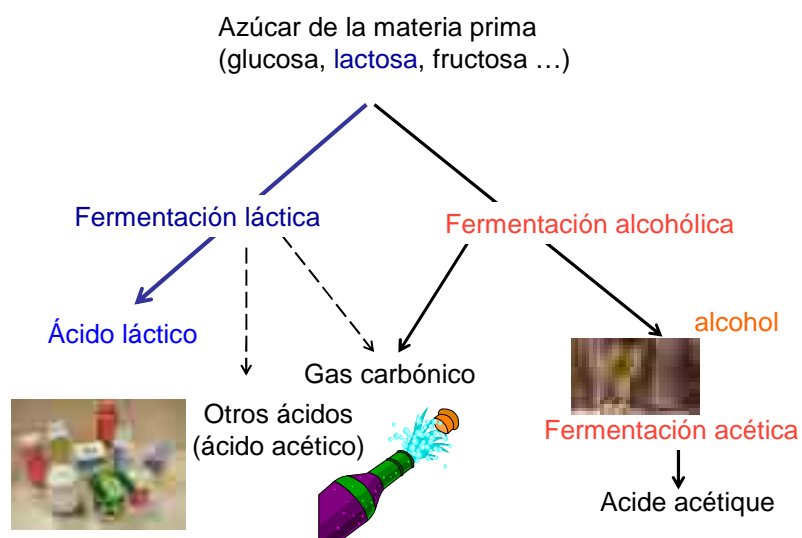 Azúcar de la materia prima
(glucosa, lactosa, fructosa …)
Fermentación láctica
Fermentación alcohólica
Ácido láctico
alcohol
Gas carbónico
Otros ácidos
(ácido acético)
Fermentación acética
Acide acétique